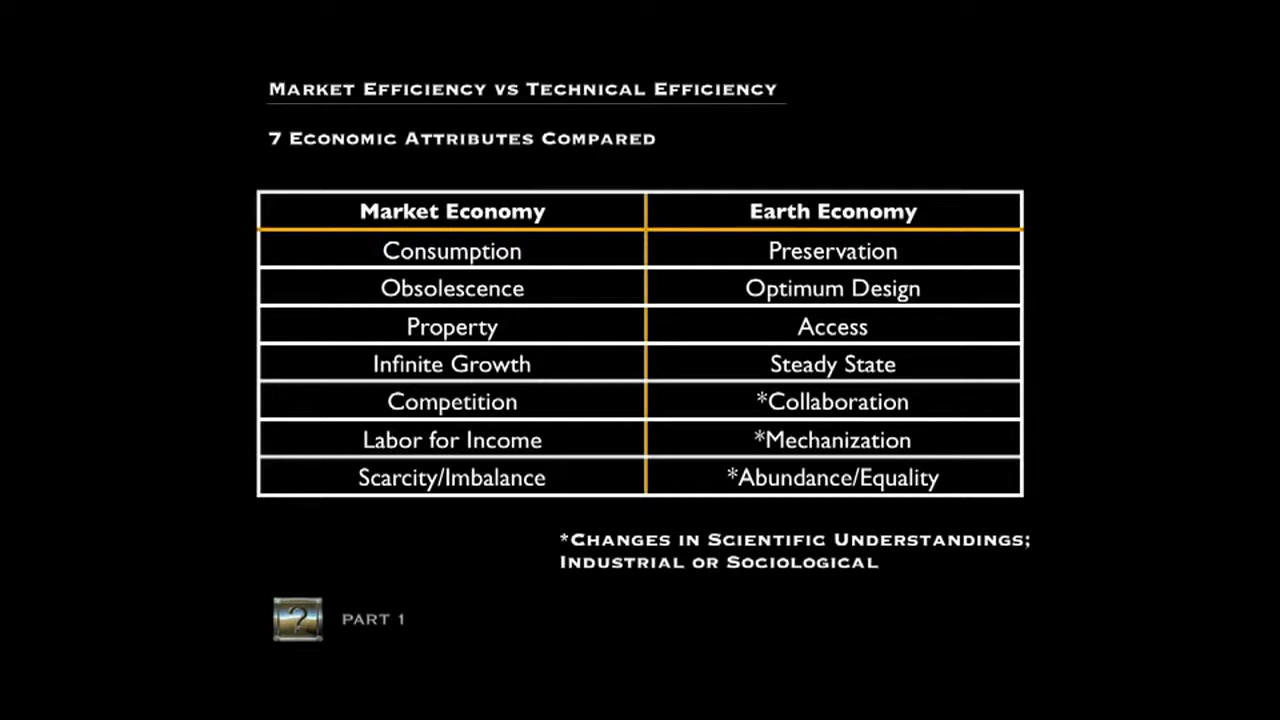 MARKET EFFICIENCY VS TECHNICAL EFFICIENCY
7 ECONOMIC ATTRIBUTES COMPARED
Market Economy Earth Economy
Consumption Preservation
Obsolescence Optimum Design
Property Access
Infinite Growth Steady State
Competition *Collaboration
Labor for Income *Mechanization
Scarcity/Imbalance *Abundance/Equality
*CHANGES IN SCIENTIFIC UNDERSTANDINGS;
INDUSTRIAL OR SOCIOLOGICAL
? PART 1